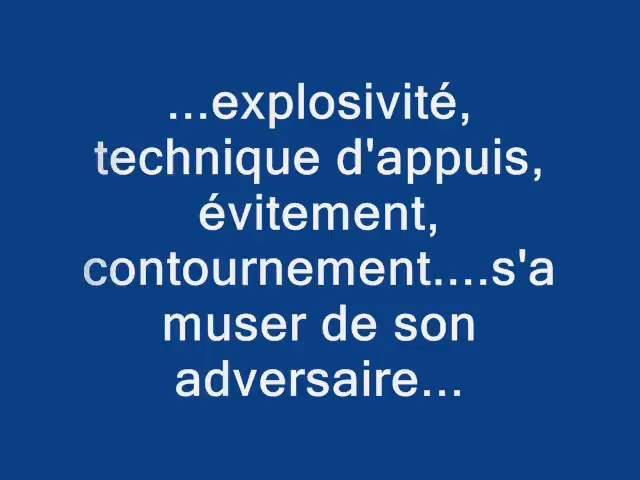 ...explosivité,
technique d'appuis,
évitement,
contournement....s'a
muser de son
adversaire...